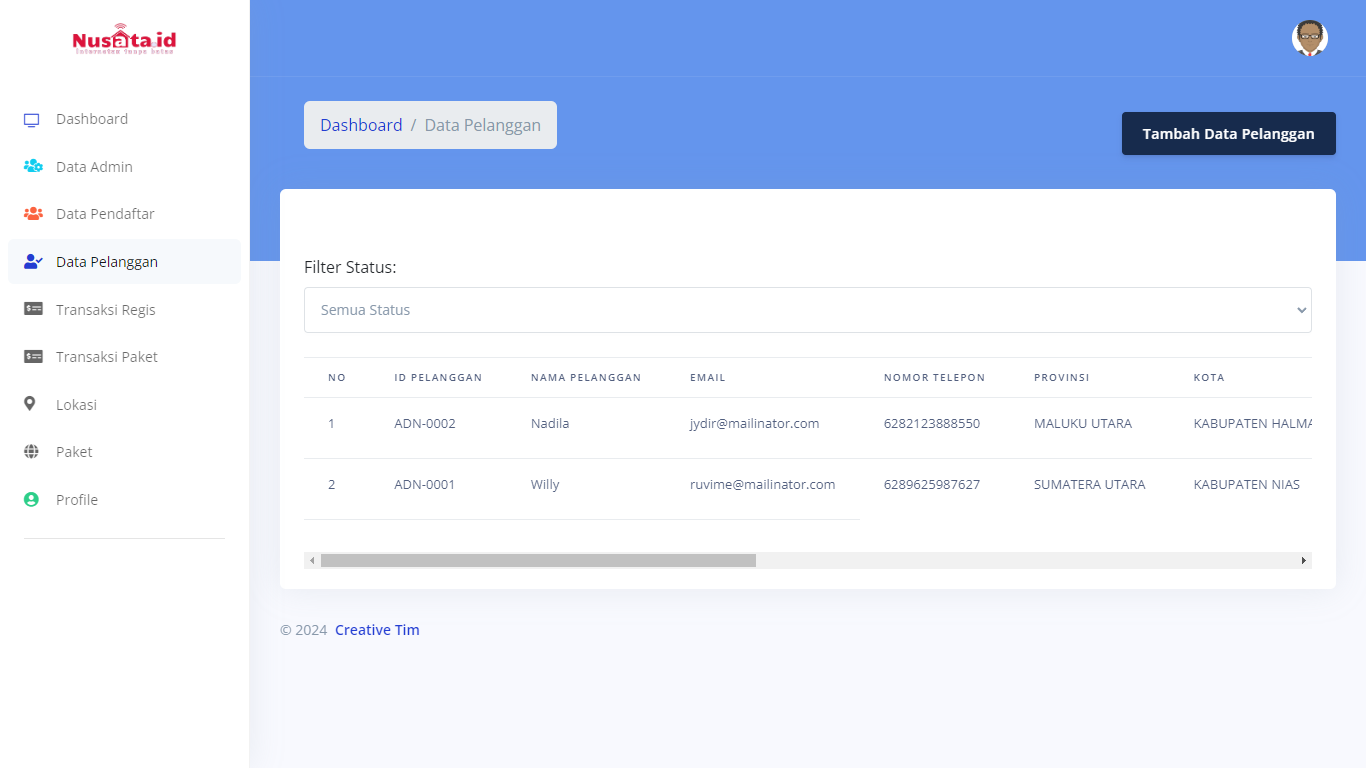 Nusata.id
Internetan Tanpa Batas
Dashboard
Data Admin
Data Pendaftar
Data Pelanggan
Transaksi Regis
Transaksi Paket
Lokasi
Paket
Profile
Dashboard / Data Pelanggan
Tambah Data Pelanggan
Filter Status:
Semua Status
NO ID PELANGGAN NAMA PELANGGAN EMAIL NOMOR TELEPON PROVINSI KOTA
1 ADN-0002 Nadila jydir@mailinator.com 6282123888550 MALUKU UTARA KABUPATEN HALMA
2 ADN-0001 Willy ruvime@mailinator.com 6289625987627 SUMATERA UTARA KABUPATEN NIAS
© 2024 Creative Tim